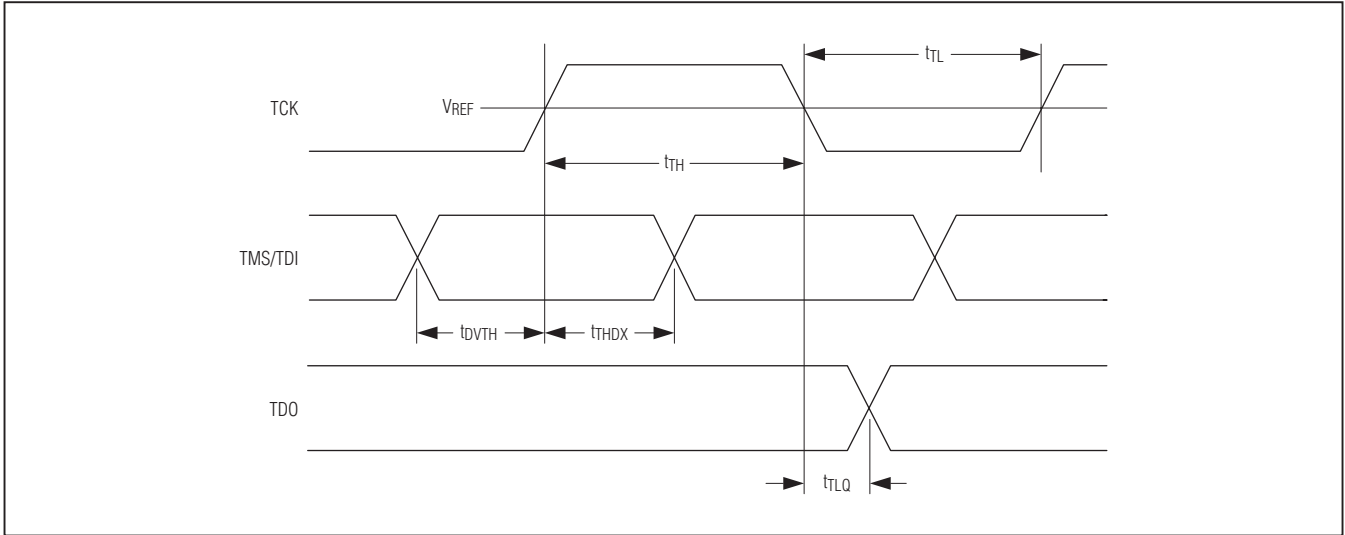 tTL
TCK
VREF
tTH
TMS/TDI
tDVTH
tTHDX
TDO
tTLQ